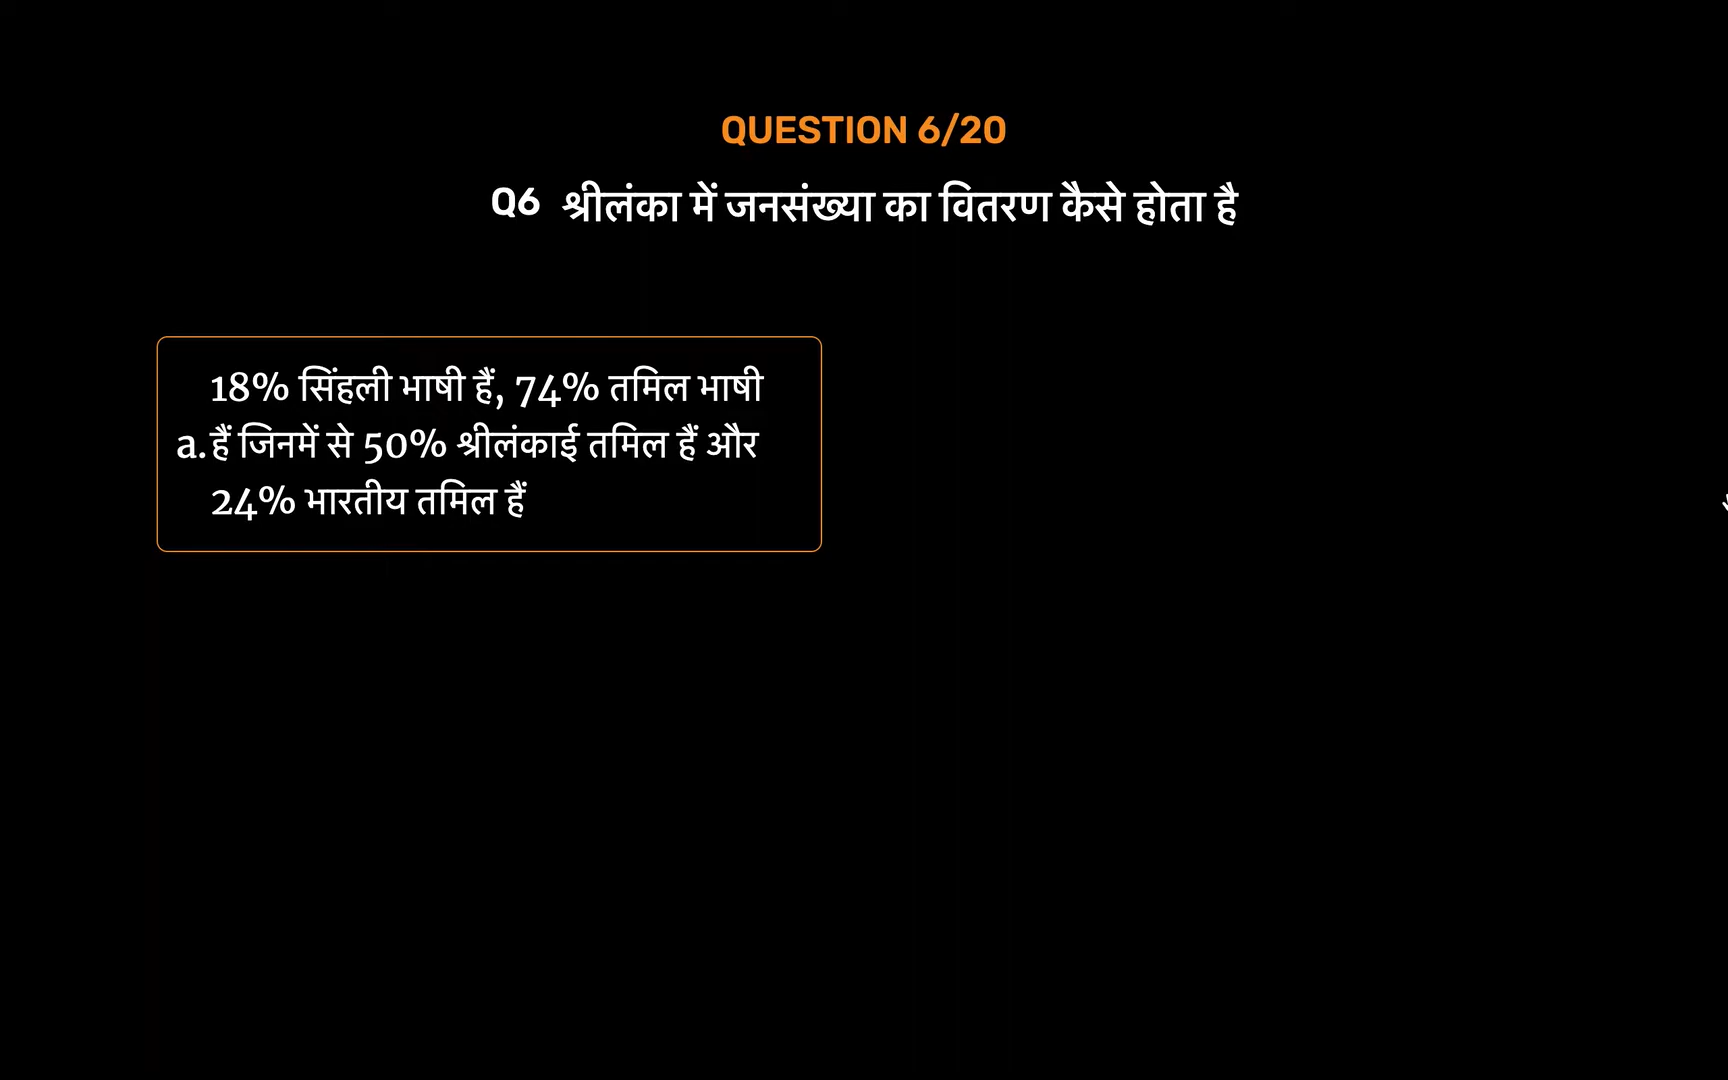 QUESTION 6/20
Q6 श्रीलंका में जनसंख्या का वितरण कैसे होता है
18% सिंहली भाषी हैं, 74% तमिल भाषी
a. हैं जिनमें से 50% श्रीलंकाई तमिल हैं और
24% भारतीय तमिल हैं